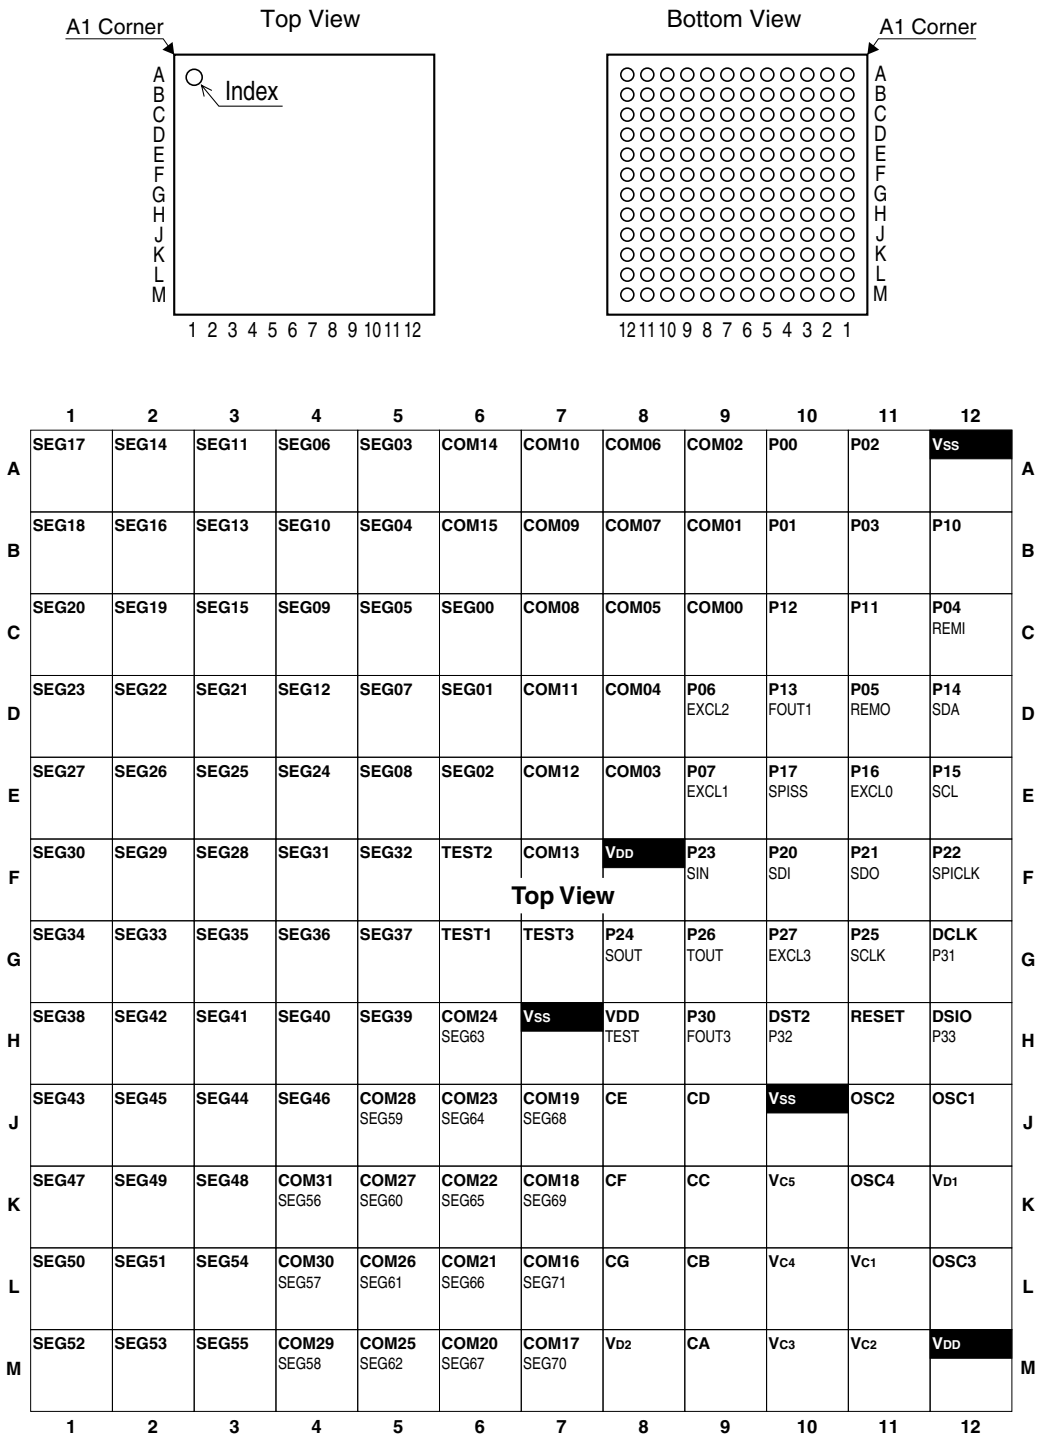 Top View
Bottom View
A1 Corner
A1 Corner
Index
A
B
C
D
E
F
G
H
J
K
L
M
1 2 3 4 5 6 7 8 9 10 11 12
A
B
C
D
E
F
G
H
J
K
L
M
12 11 10 9 8 7 6 5 4 3 2 1
1 2 3 4 5 6 7 8 9 10 11 12
SEG17 SEG14 SEG11 SEG06 SEG03 COM14 COM10 COM06 COM02 P00 P02 VSS
A A
SEG18 SEG16 SEG13 SEG10 SEG04 COM15 COM09 COM07 COM01 P01 P03 P10
B B
SEG20 SEG19 SEG15 SEG09 SEG05 SEG00 COM08 COM05 COM00 P12 P11 P04
REMI
C C
SEG23 SEG22 SEG21 SEG12 SEG07 SEG01 COM11 COM04 P06 P13 P05 P14
EXCL2 FOUT1 REMO SDA
D D
SEG27 SEG26 SEG25 SEG24 SEG08 SEG02 COM12 COM03 P07 P17 P16 P15
EXCL1 SPISS EXCL0 SCL
E E
SEG30 SEG29 SEG28 SEG31 SEG32 TEST2 COM13 VDD P23 P20 P21 P22
SIN SDI SDO SPICLK
F F
Top View
SEG34 SEG33 SEG35 SEG36 SEG37 TEST1 TEST3 P24 P26 P27 P25 DCLK
SOUT TOUT EXCL3 SCLK P31
G G
SEG38 SEG42 SEG41 SEG40 SEG39 COM24 VSS VDD P30 DST2 RESET DSIO
SEG63 TEST FOUT3 P32 P33
H H
SEG43 SEG45 SEG44 SEG46 COM28 COM23 COM19 CE CD VSS OSC2 OSC1
SEG59 SEG64 SEG68
J J
SEG47 SEG49 SEG48 COM31 COM27 COM22 COM18 CF CC VC5 OSC4 VD1
SEG56 SEG60 SEG65 SEG69
K K
SEG50 SEG51 SEG54 COM30 COM26 COM21 COM16 CG CB VC4 VC1 OSC3
SEG57 SEG61 SEG66 SEG71
L L
SEG52 SEG53 SEG55 COM29 COM25 COM20 COM17 VD2 CA VC3 VC2 VDD
SEG58 SEG62 SEG67 SEG70
M M
1 2 3 4 5 6 7 8 9 10 11 12